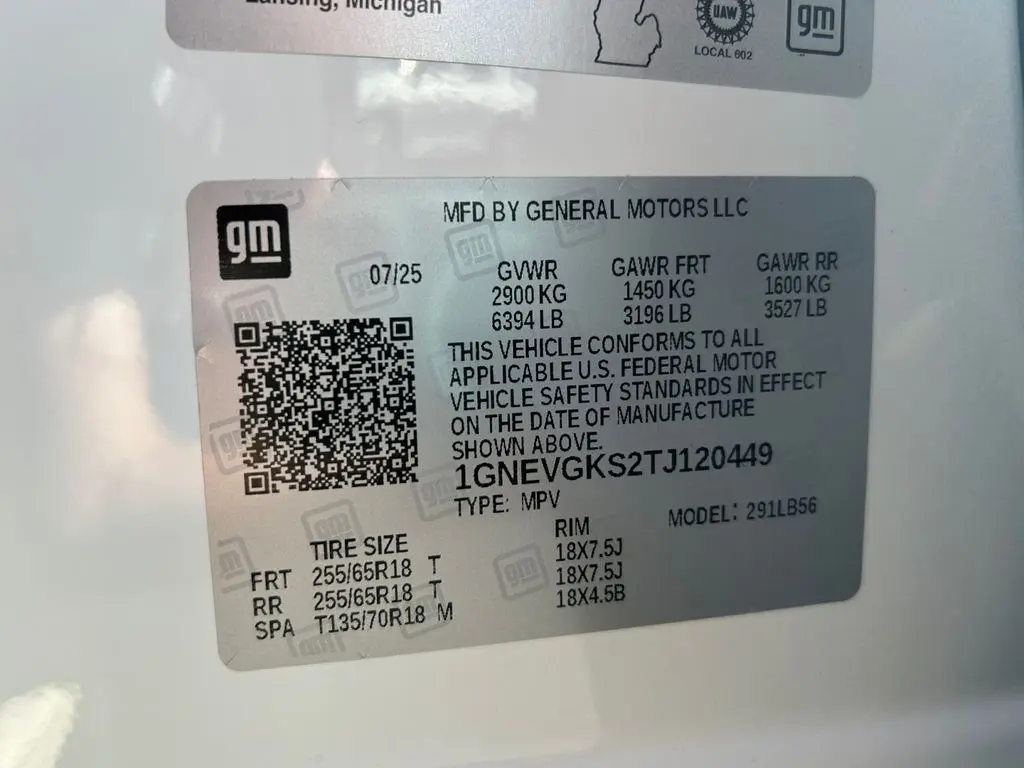 Lansing, Michigan
UAW
LOCAL 602
gm
gm
MFD BY GENERAL MOTORS LLC
07/25
GVWR GAWR FRT GAWR RR
2900 KG 1450 KG 1600 KG
6394 LB 3196 LB 3527 LB
THIS VEHICLE CONFORMS TO ALL
APPLICABLE U.S. FEDERAL MOTOR
VEHICLE SAFETY STANDARDS IN EFFECT
ON THE DATE OF MANUFACTURE
SHOWN ABOVE.
1GNEVGKS2TJ120449
TYPE: MPV MODEL: 291LB56
TIRE SIZE RIM
FRT 255/65R18 T 18X7.5J
RR 255/65R18 T 18X7.5J
SPA T135/70R18 M 18X4.5B